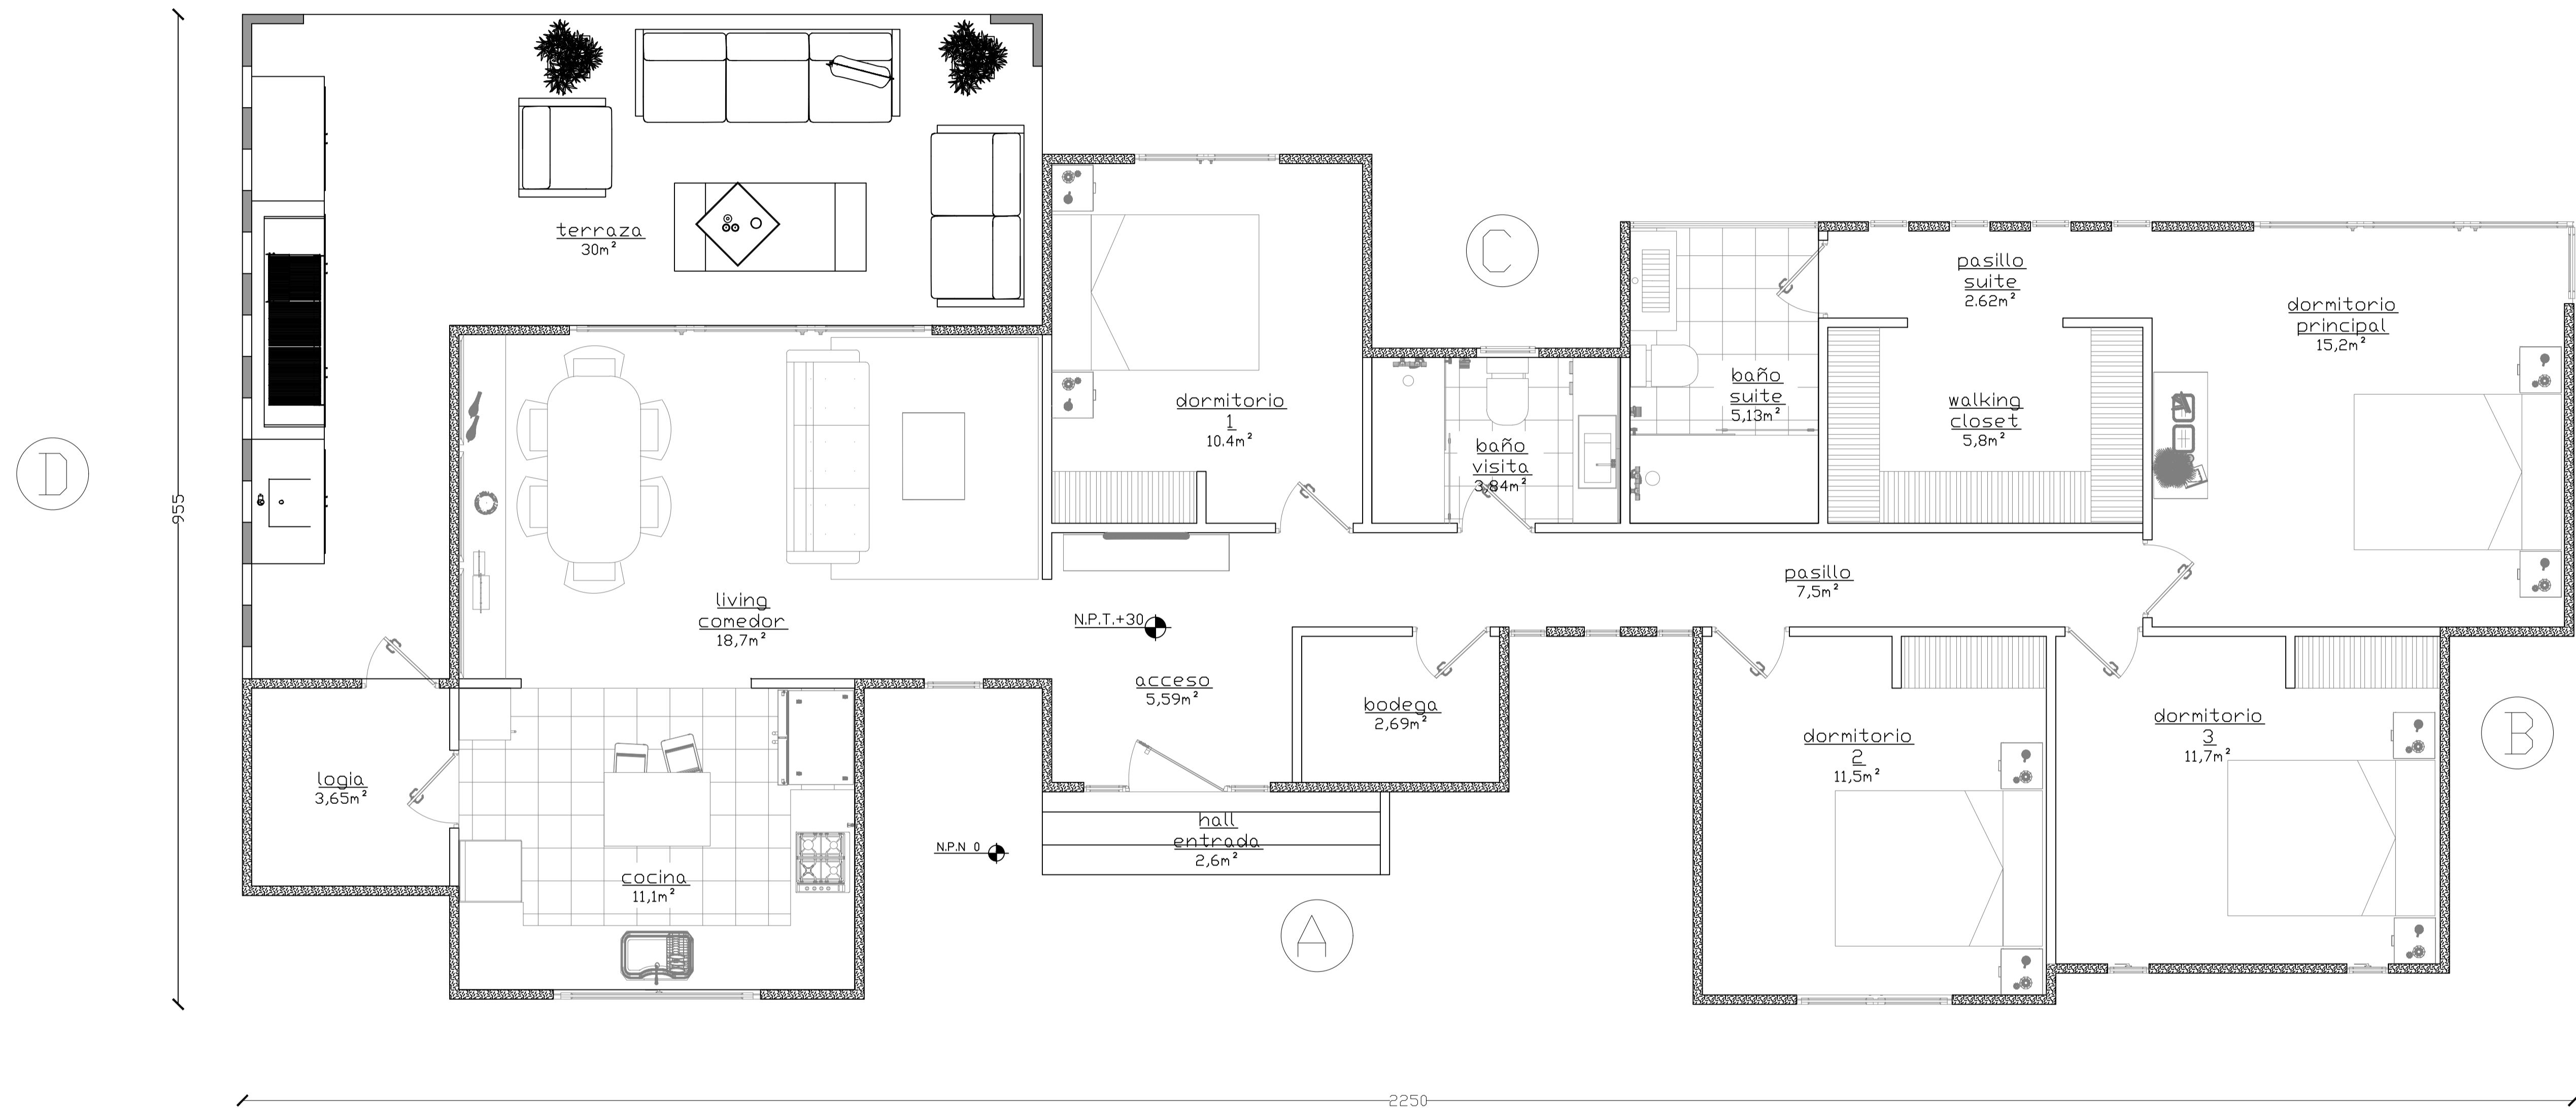 terraza
30m²
C
pasillo
suite
2.62m²
dormitorio
principal
15,2m²
dormitorio
1
10.4m²
baño
suite
5,13m²
walking
closet
5,8m²
baño
visita
3,84m²
D
955
living
comedor
18,7m²
N.P.T.+30
pasillo
7,5m²
acceso
5,59m²
bodega
2,69m²
dormitorio
2
11,5m²
dormitorio
3
11,7m²
B
logia
3,65m²
hall
entrada
2,6m²
N.P.N 0
cocina
11,1m²
A
2250